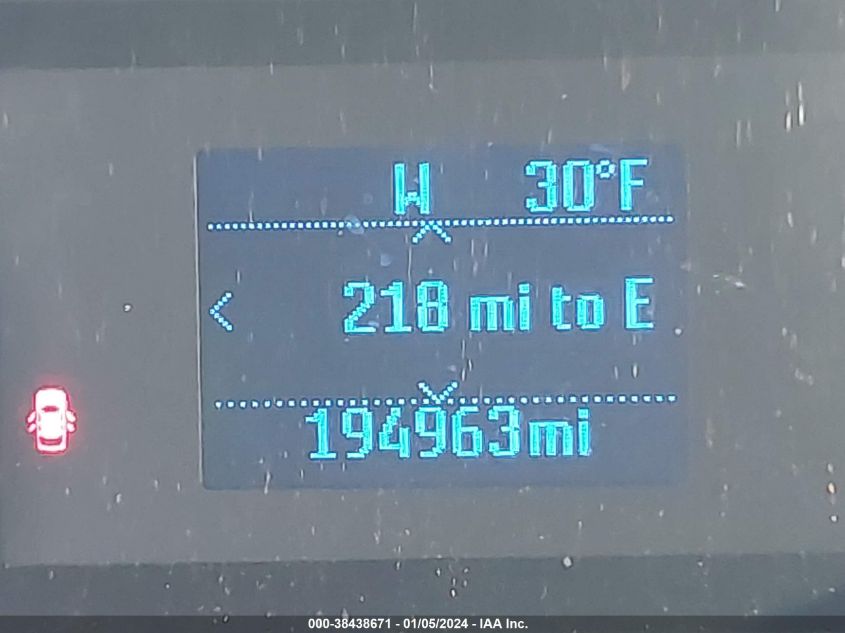 W 30°F
218 mi to E
194963mi
000-38438671 - 01/05/2024 - IAA Inc.